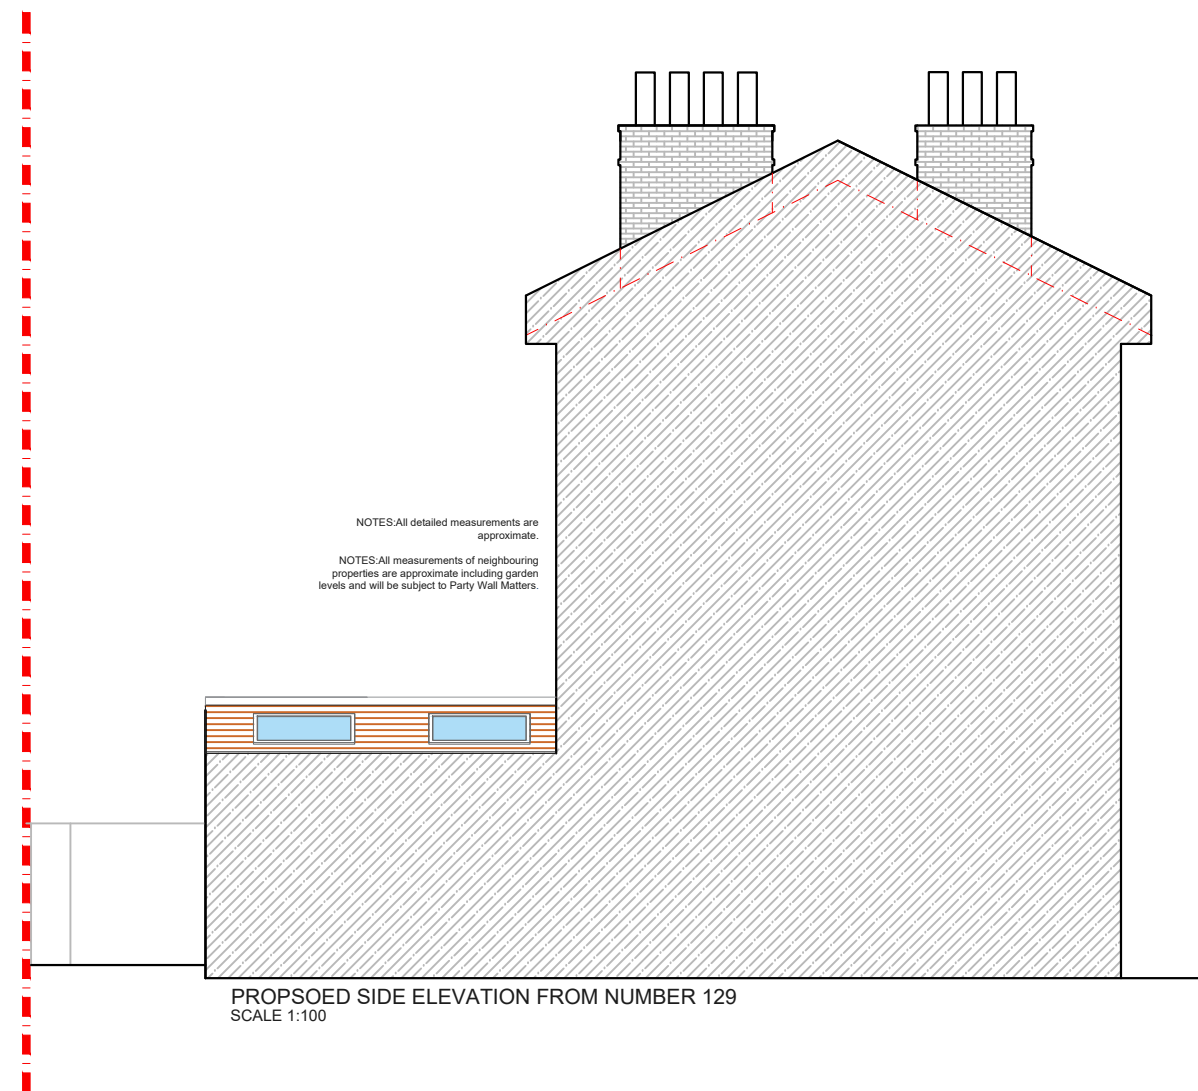 NOTES:All detailed measurements are
approximate.
NOTES:All measurements of neighbouring
properties are approximate including garden
levels and will be subject to Party Wall Matters.
PROPSOED SIDE ELEVATION FROM NUMBER 129
SCALE 1:100